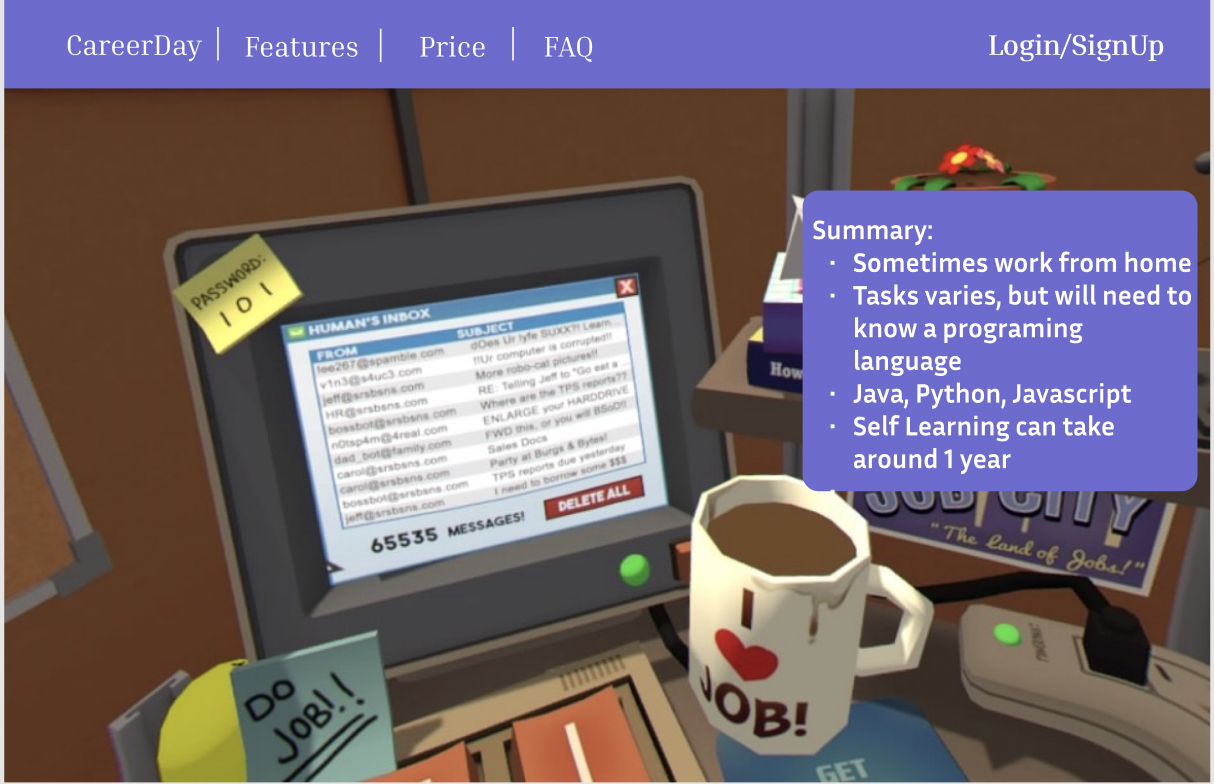 CareerDay | Features | Price | FAQ Login/SignUp
PASSWORD:
101
HUMAN'S INBOX X
FROM SUBJECT
lee267@spamble.com dOes Ur lyfe SUXX?! Learn...
v1n3@s4uc3.com !!Ur computer is corrupted!!
jeff@srsbsns.com More robo-cal pictures!!
HR@srsbsns.com RE: Telling Jeff to "Go eat a ...
bossbot@srsbsns.com Where are the TPS reports??
n0tsp4m@4real.com ENLARGE your HARDDRIVE
dad_bot@family.com FWD this, or you will BSoD!!
carol@srsbsns.com Sales Docs
carol@srsbsns.com Party at Burgs & Bytes!
bossbot@srsbsns.com TPS reports due yesterday
jeff@srsbsns.com I need to borrow some $$$
65535 MESSAGES! DELETE ALL
Summary:
· Sometimes work from home
· Tasks varies, but will need to
know a programing
language
· Java, Python, Javascript
· Self Learning can take
around 1 year
How
JOB CITY
"The land of Jobs!"
I
JOB!
DO
JOB!!
GET